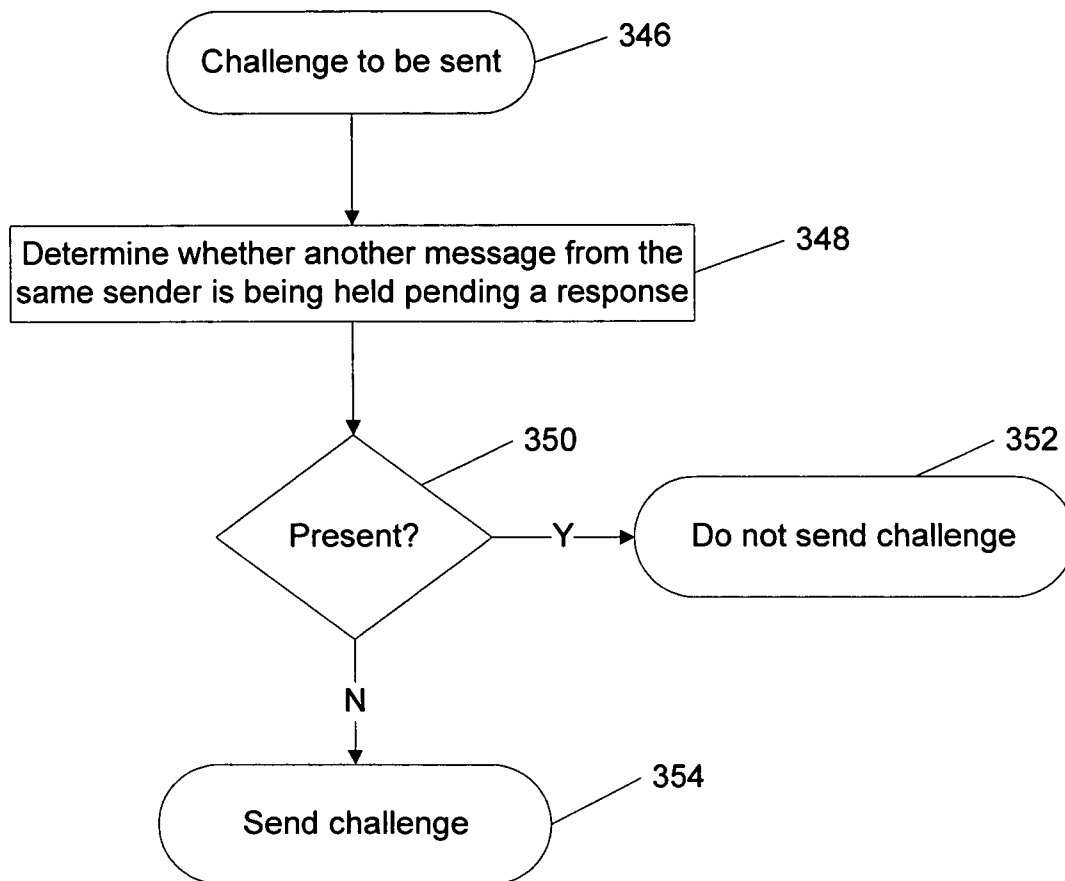 Challenge to be sent
346
Determine whether another message from the
same sender is being held pending a response
348
Present?
350
Y
Do not send challenge
352
N
Send challenge
354